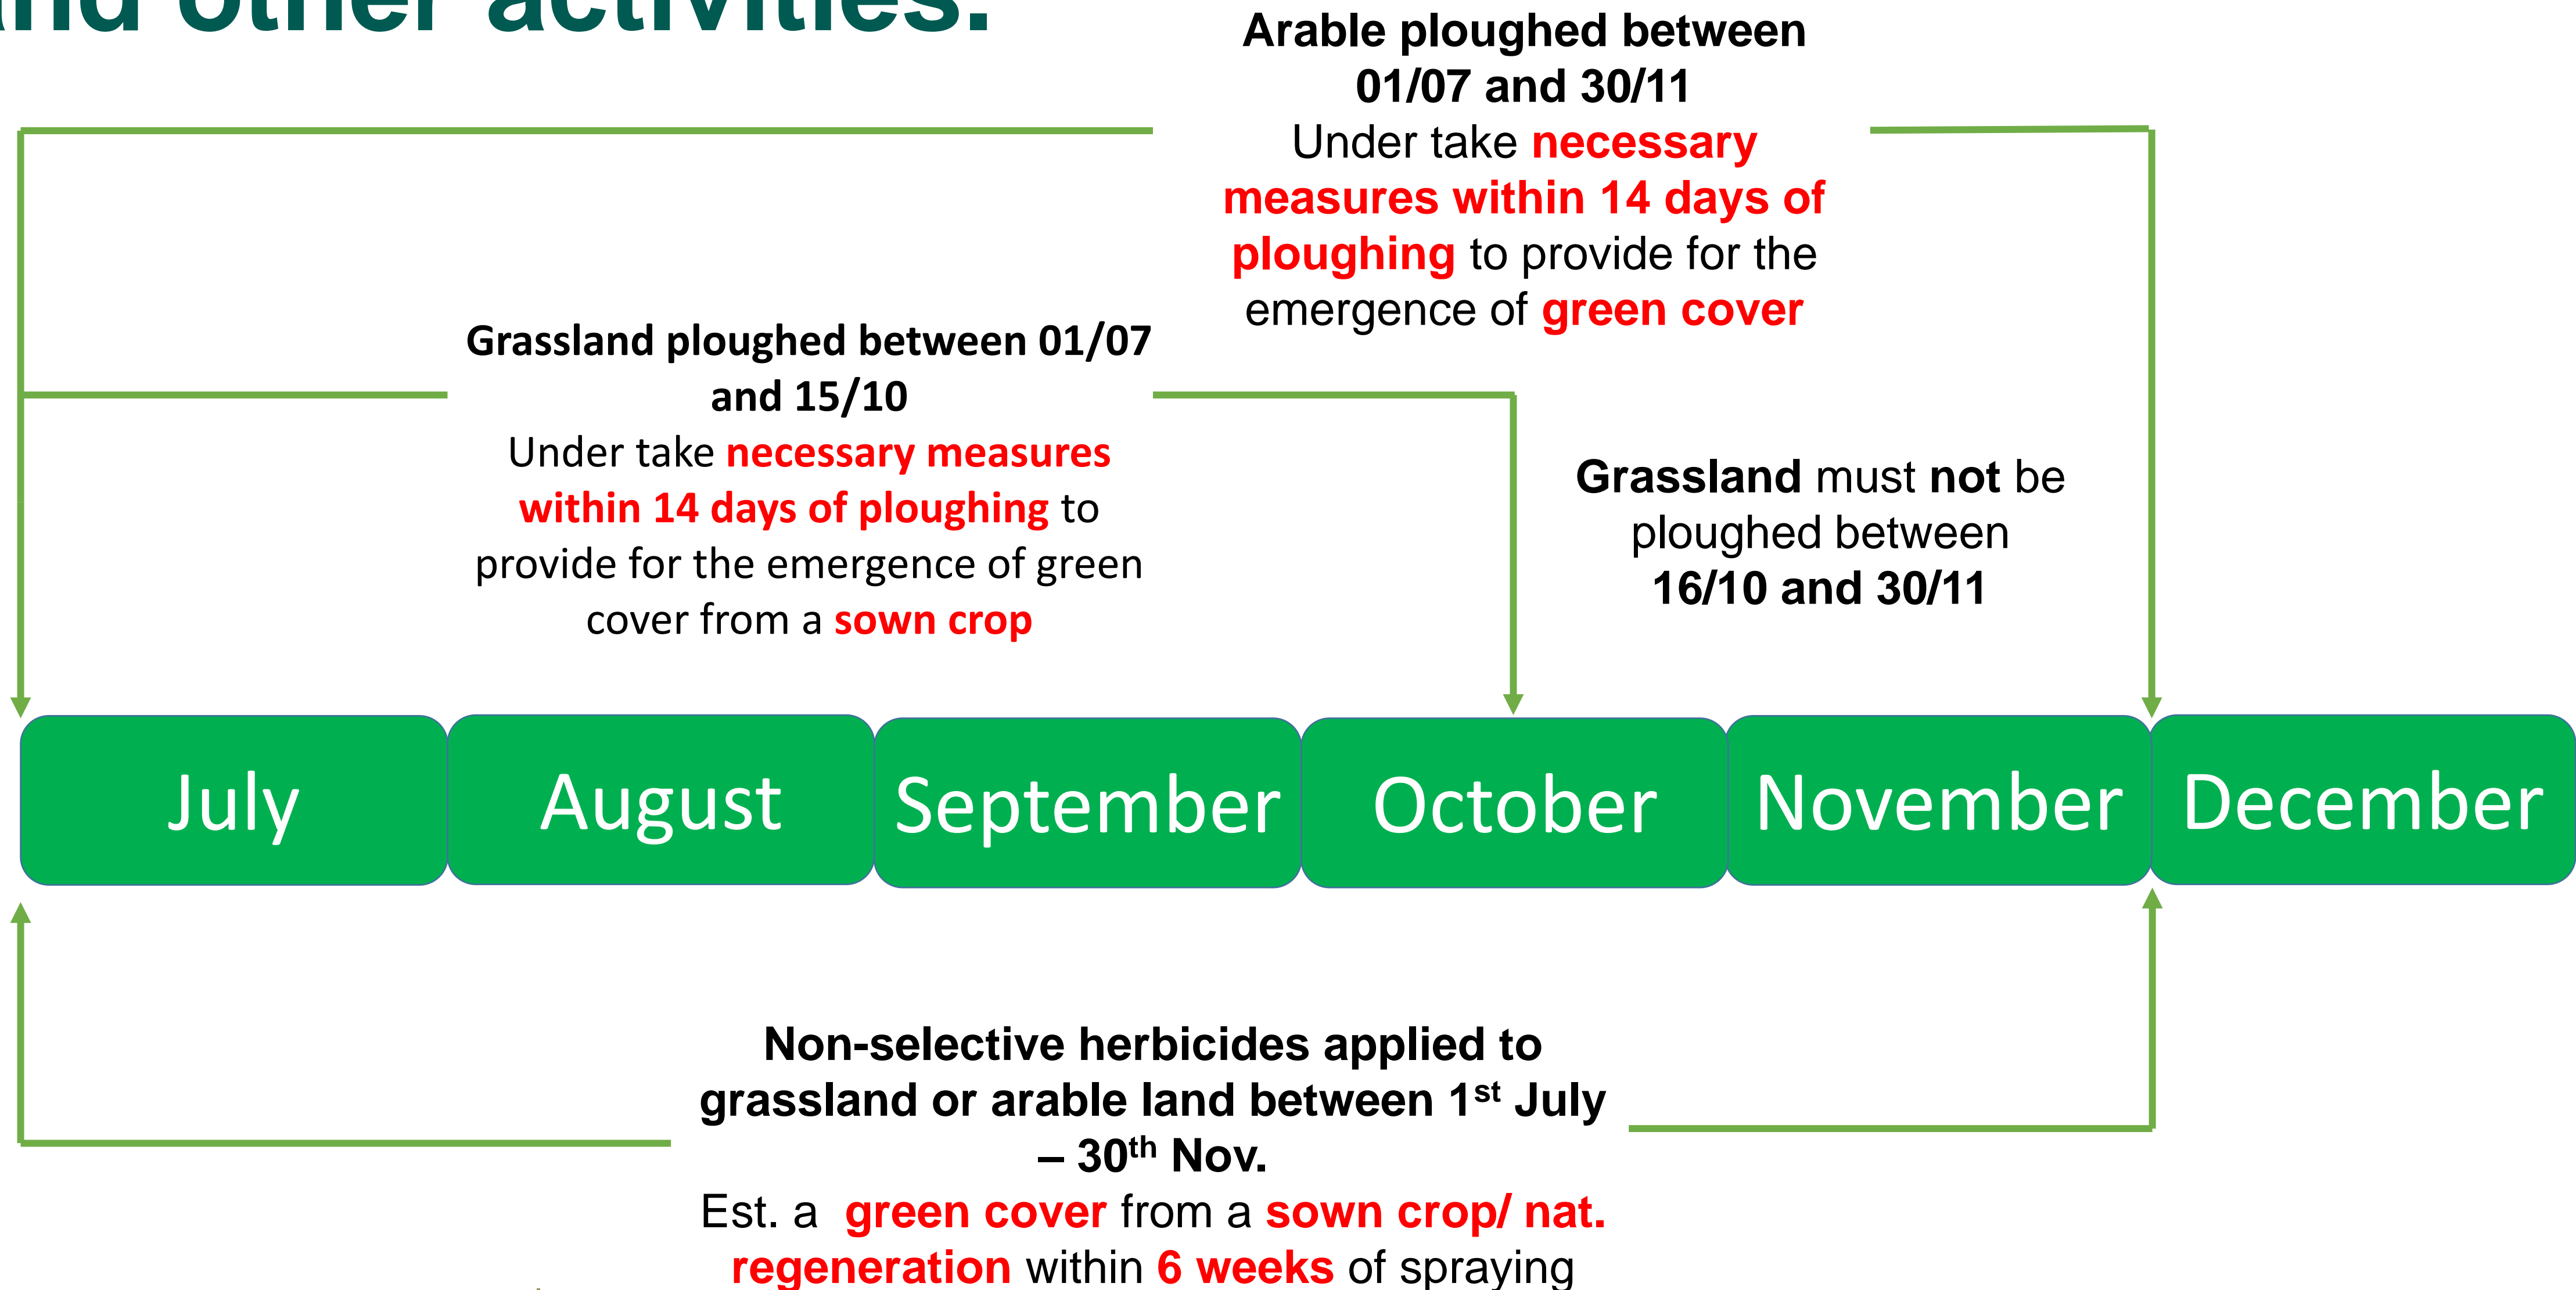 and other activities.
Arable ploughed between
01/07 and 30/11
Under take necessary
measures within 14 days of
ploughing to provide for the
emergence of green cover
Grassland ploughed between 01/07
and 15/10
Under take necessary measures
within 14 days of ploughing to
provide for the emergence of green
cover from a sown crop
Grassland must not be
ploughed between
16/10 and 30/11
July August September October November December
Non-selective herbicides applied to
grassland or arable land between 1st July
– 30th Nov.
Est. a green cover from a sown crop/ nat.
regeneration within 6 weeks of spraying